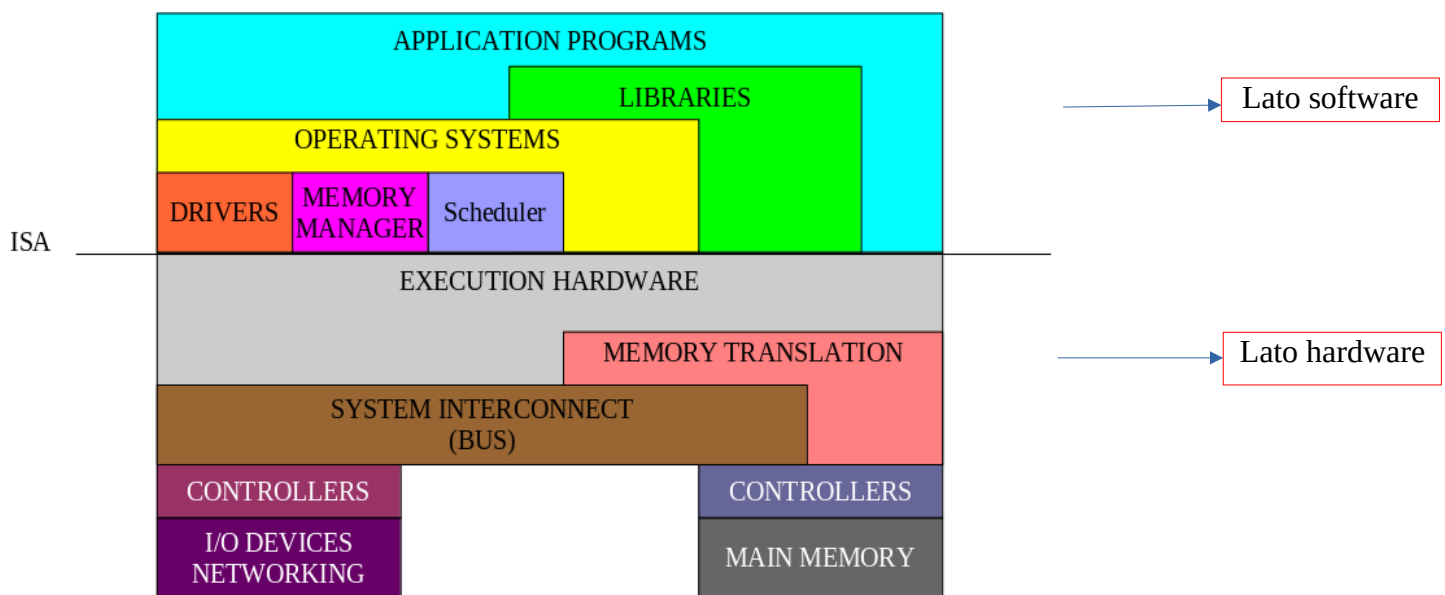 APPLICATION PROGRAMS
LIBRARIES
Lato software
OPERATING SYSTEMS
DRIVERS
MEMORY
MANAGER
Scheduler
ISA
EXECUTION HARDWARE
MEMORY TRANSLATION
Lato hardware
SYSTEM INTERCONNECT
(BUS)
CONTROLLERS
CONTROLLERS
I/O DEVICES
NETWORKING
MAIN MEMORY